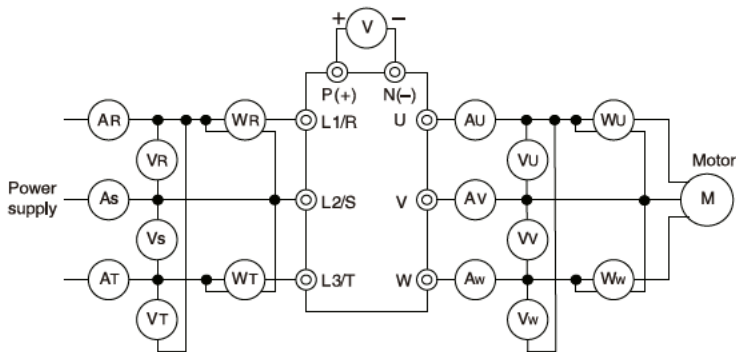 + V −
P(+) N(−)
AR WR L1/R U AU WU
VR VU Motor
Power
supply
AS L2/S V AV M
VS VV
AT WT L3/T W AW WW
VT VW